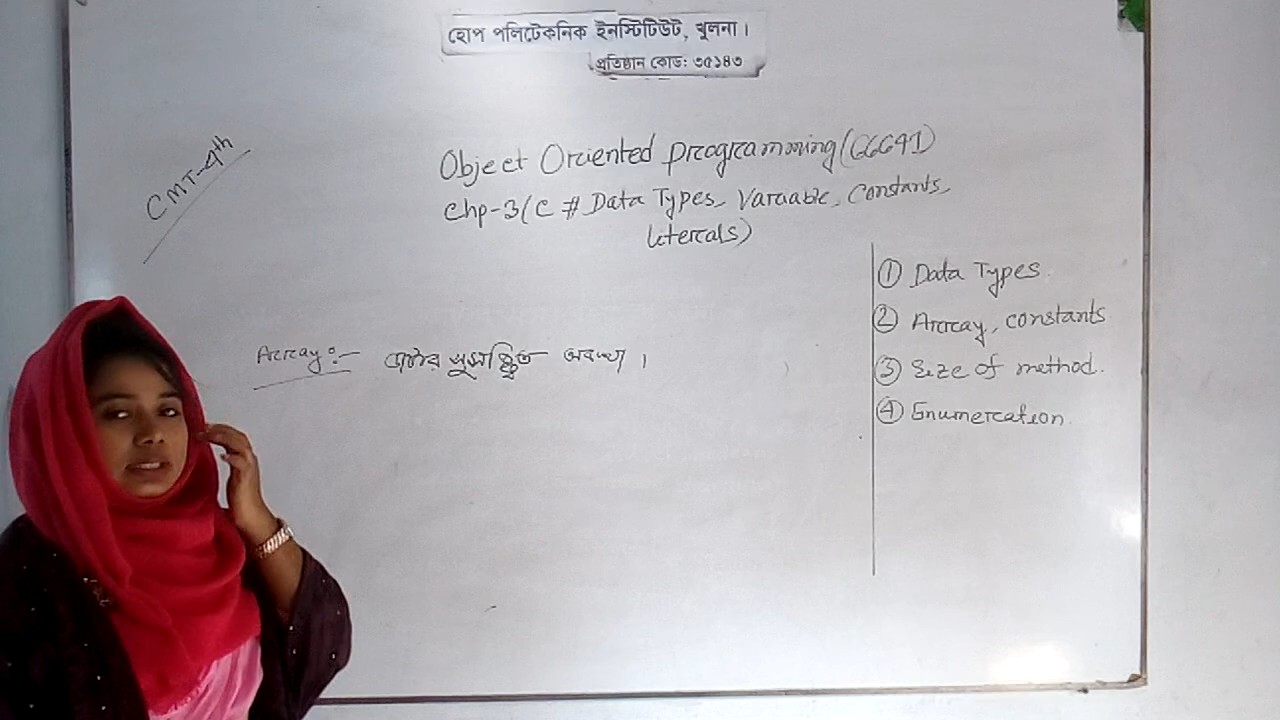 হোপ পলিটেকনিক ইনস্টিটিউট, খুলনা।
প্রতিষ্ঠান কোড: ৩৫১৪৩
CMT-4th
Object Oriented programming (66641)
Chp-3 (C # Data Types, Variable, Constants,
literals)
① Data Types.
② Array, constants
③ Size of method.
④ Enumeration.
Array:- ডাটার সুসজ্জিত অবস্থা।